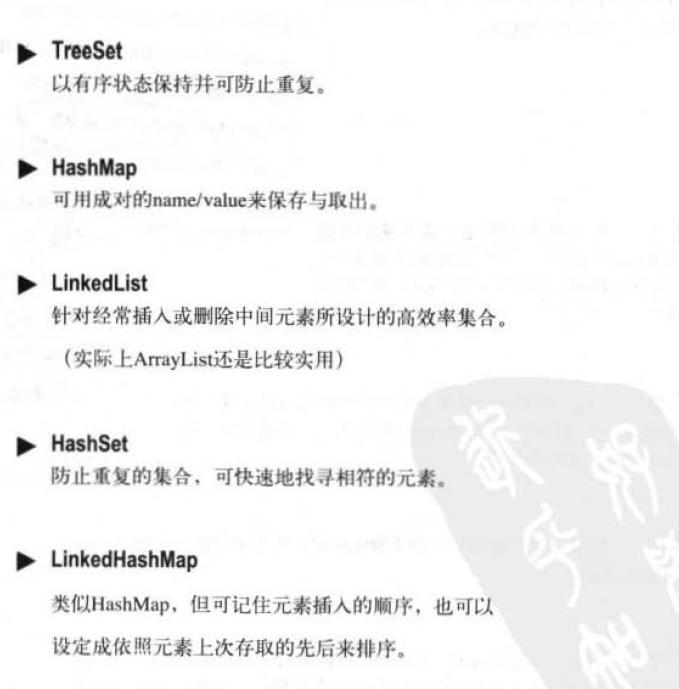 TreeSet
以有序状态保持并可防止重复。
HashMap
可用成对的name/value来保存与取出。
LinkedList
针对经常插入或删除中间元素所设计的高效率集合。
（实际上ArrayList还是比较实用）
HashSet
防止重复的集合，可快速地找寻相符的元素。
LinkedHashMap
类似HashMap，但可记住元素插入的顺序，也可以
设定成依照元素上次存取的先后来排序。